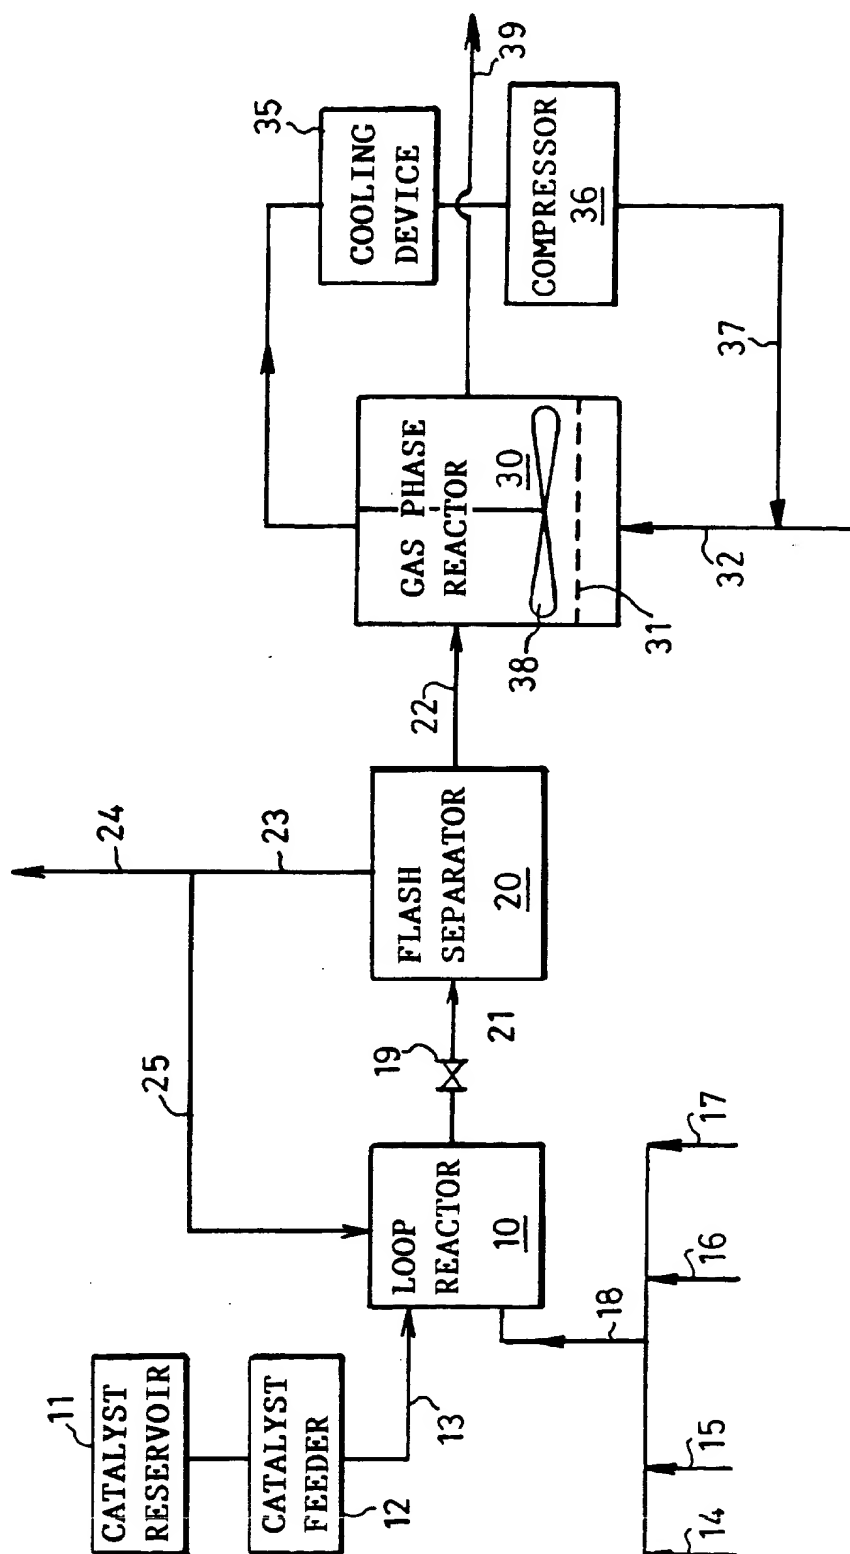 11
CATALYST
RESERVOIR
CATALYST
FEEDER
12
13
14
15
16
17
18
LOOP
REACTOR
10
25
19
21
FLASH
SEPARATOR
20
23
24
22
GAS PHASE
REACTOR
30
38
31
32
35
COOLING
DEVICE
COMPRESSOR
36
37
39